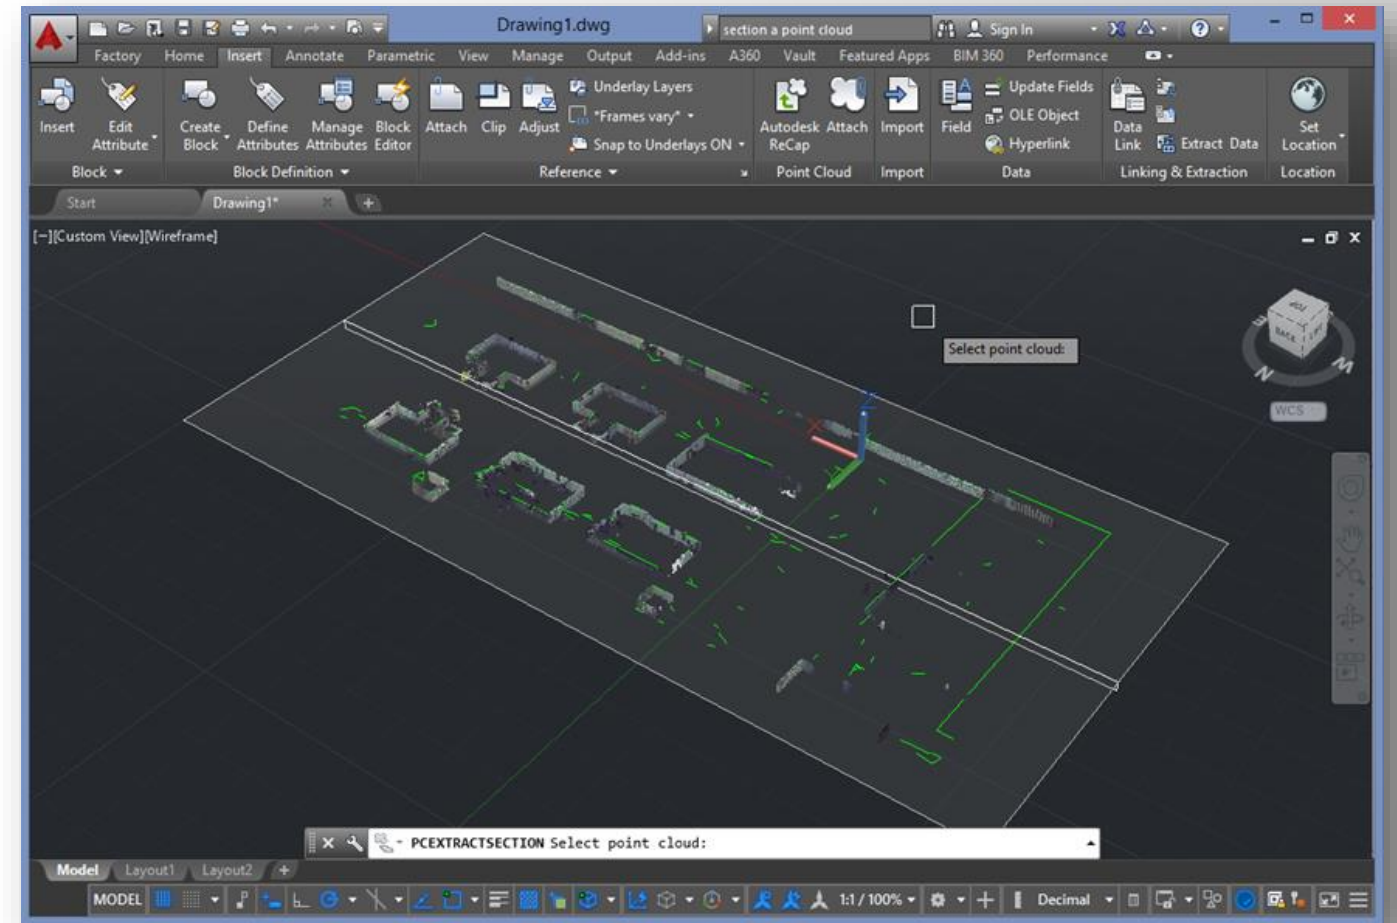 Drawing1.dwg
section a point cloud
Sign In
Factory Home Insert Annotate Parametric View Manage Output Add-ins A360 Vault Featured Apps BIM 360 Performance
Underlay Layers
Update Fields
*Frames vary*
OLE Object
Insert Edit Attribute Create Block Define Attributes Manage Attributes Block Editor Attach Clip Adjust
Snap to Underlays ON
Autodesk ReCap Attach Import Field
Hyperlink
Data Link Extract Data
Set Location
Block Block Definition Reference Point Cloud Import Data Linking & Extraction Location
Start Drawing1*
[−][Custom View][Wireframe]
TOP
BACK
LEFT
N
Select point cloud:
X
Z
WCS
PCEXTRACTSECTION Select point cloud:
Model Layout1 Layout2 +
MODEL 1:1 / 100% Decimal